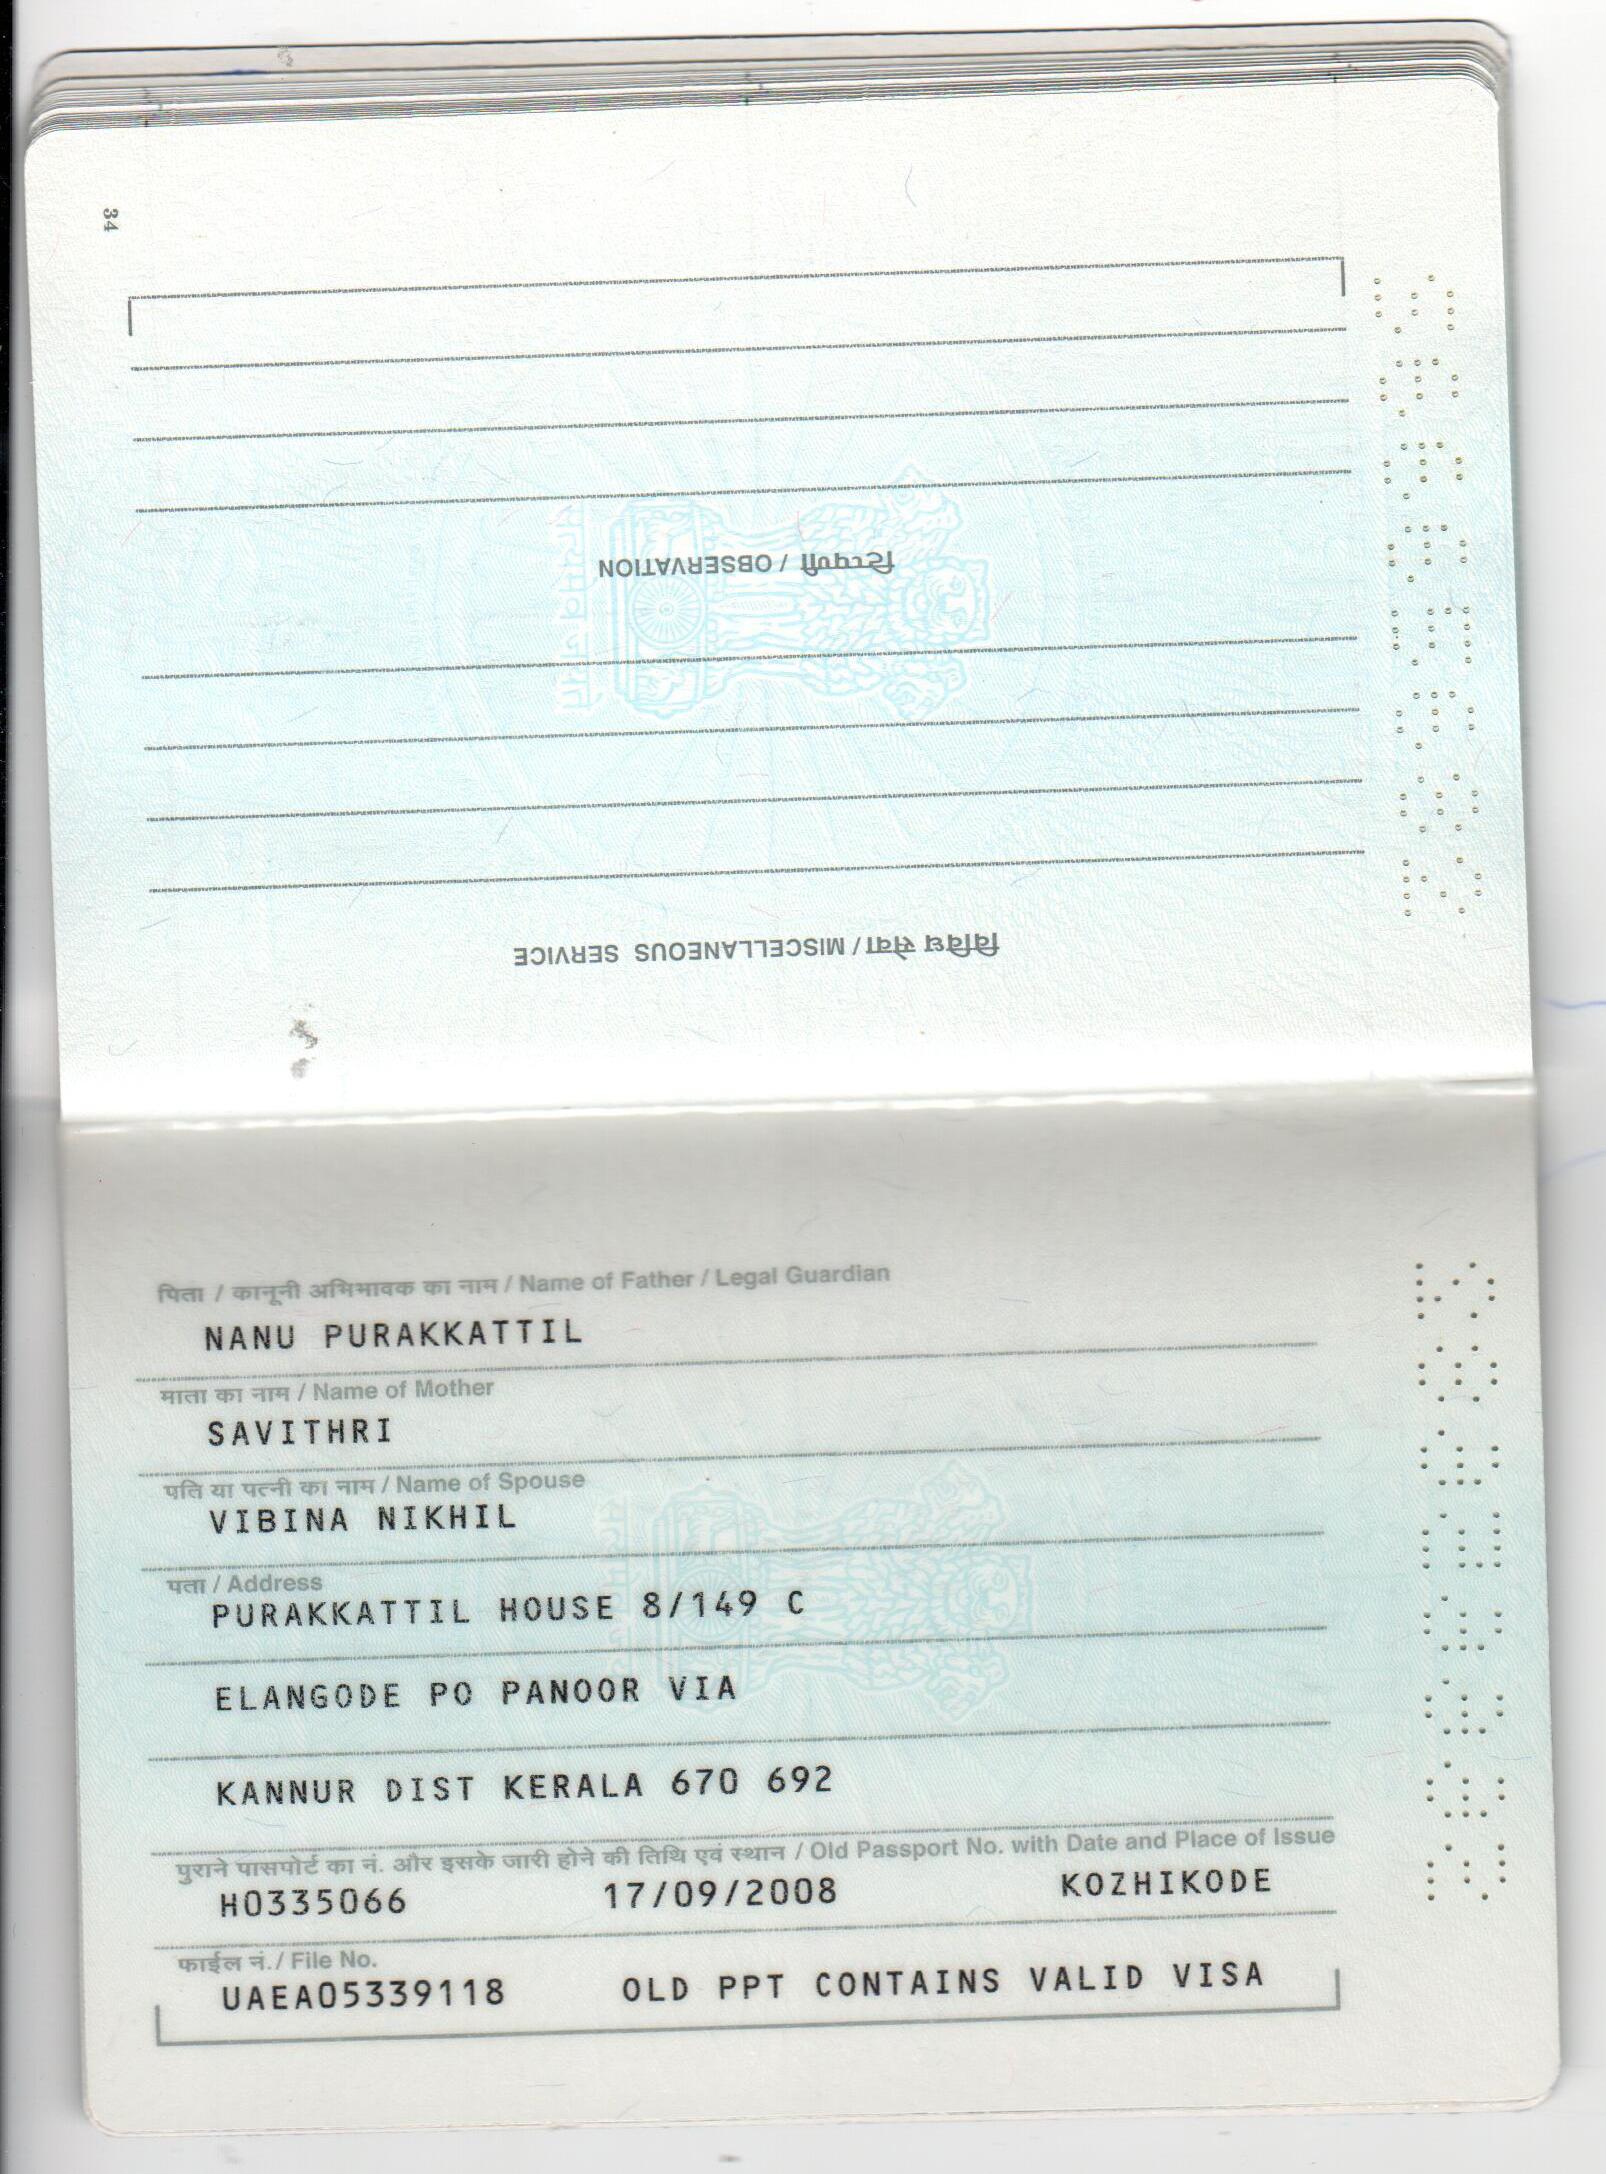 34
टिप्पणी / OBSERVATION
विविध सेवा / MISCELLANEOUS SERVICE
पिता / कानूनी अभिभावक का नाम / Name of Father / Legal Guardian
NANU PURAKKATTIL
माता का नाम / Name of Mother
SAVITHRI
पति या पत्नी का नाम / Name of Spouse
VIBINA NIKHIL
पता / Address
PURAKKATTIL HOUSE 8/149 C
ELANGODE PO PANOOR VIA
KANNUR DIST KERALA 670 692
पुराने पासपोर्ट का नं. और इसके जारी होने की तिथि एवं स्थान / Old Passport No. with Date and Place of Issue
H0335066 17/09/2008 KOZHIKODE
फाईल नं. / File No.
UAEA05339118 OLD PPT CONTAINS VALID VISA